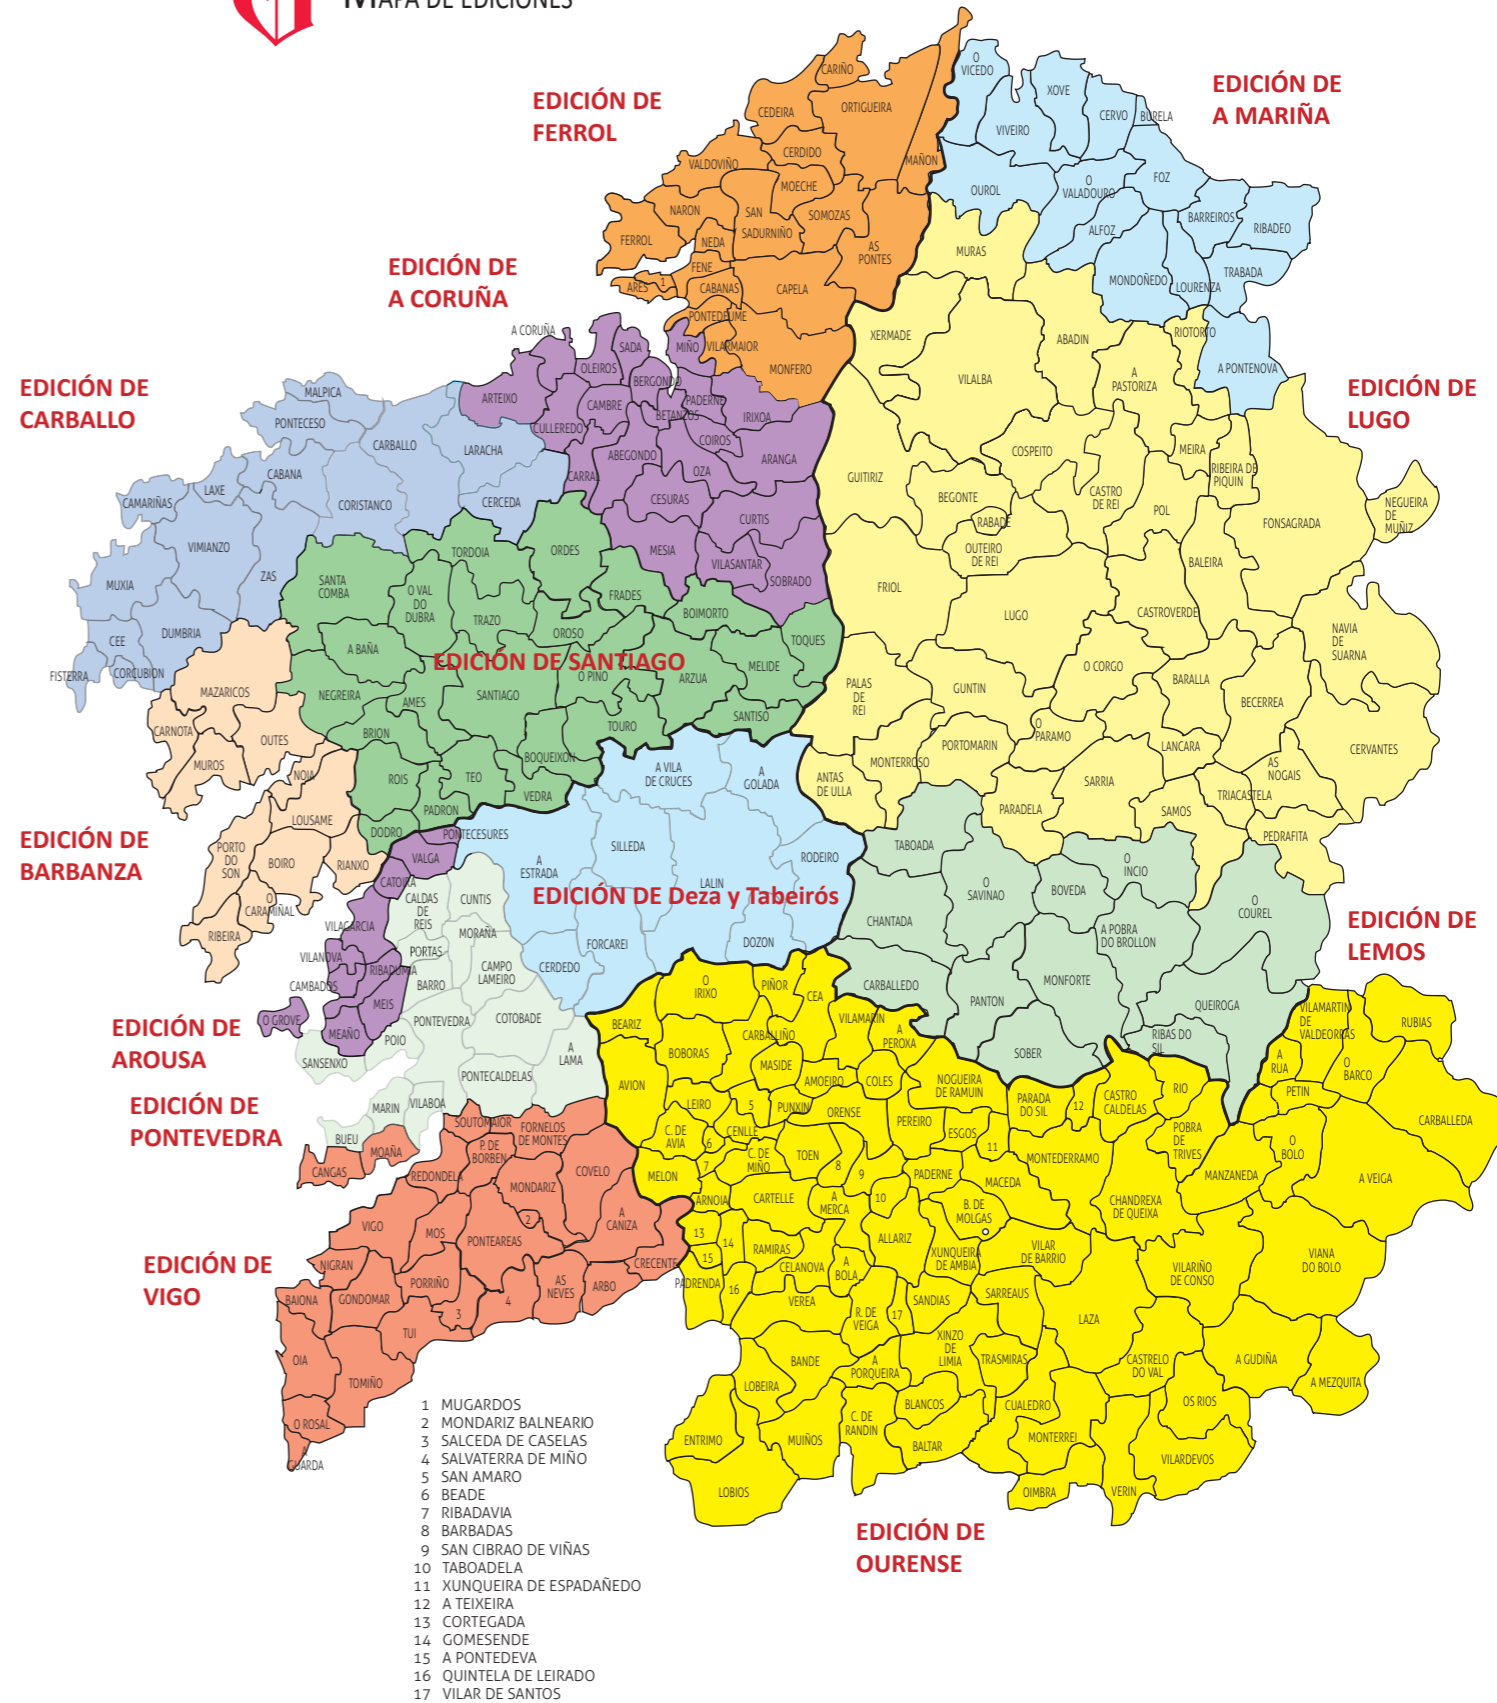 MAPA DE EDICIONES
EDICIÓN DE
FERROL
CARIÑO
CEDEIRA
ORTIGUEIRA
VALDOVIÑO
CERDIDO
MAÑON
MOECHE
NARON
SAN
SADURNIÑO
SOMOZAS
FERROL
NEDA
AS
PONTES
FENE
ARES
1
CABANAS
CAPELA
PONTEDEUME
VILARMAIOR
MONFERO
EDICIÓN DE
A MARIÑA
O
VICEDO
XOVE
VIVEIRO
CERVO
BURELA
OUROL
O
VALADOURO
FOZ
BARREIROS
RIBADEO
ALFOZ
MONDOÑEDO
LOURENZA
TRABADA
A PONTENOVA
EDICIÓN DE
A CORUÑA
A CORUÑA
SADA
MIÑO
OLEIROS
BERGONDO
ARTEIXO
CAMBRE
PADERNE
BETANZOS
IRIXOA
CULLEREDO
COIROS
ABEGONDO
ARANGA
CARRAL
OZA
CESURAS
CURTIS
MESIA
VILASANTAR
SOBRADO
EDICIÓN DE
CARBALLO
MALPICA
PONTECESO
CARBALLO
LARACHA
CABANA
LAXE
CAMARIÑAS
CORISTANCO
CERCEDA
VIMIANZO
ZAS
MUXIA
CEE
DUMBRIA
FISTERRA
CORCUBION
EDICIÓN DE
LUGO
MURAS
XERMADE
ABADIN
RIOTORTO
VILALBA
A
PASTORIZA
COSPEITO
MEIRA
RIBEIRA DE
PIQUIN
GUITIRIZ
BEGONTE
CASTRO
DE REI
POL
FONSAGRADA
NEGUEIRA
DE
MUÑIZ
RABADE
OUTEIRO
DE REI
BALEIRA
FRIOL
LUGO
CASTROVERDE
NAVIA
DE
SUARNA
O CORGO
PALAS
DE
REI
GUNTIN
BARALLA
BECERREA
O
PARAMO
PORTOMARIN
LANCARA
CERVANTES
MONTERROSO
ANTAS
DE ULLA
SARRIA
AS
NOGAIS
TRIACASTELA
PARADELA
SAMOS
PEDRAFITA
EDICIÓN DE SANTIAGO
TORDOIA
ORDES
SANTA
COMBA
O VAL
DO
DUBRA
FRADES
TRAZO
BOIMORTO
OROSO
TOQUES
A BAÑA
O PINO
ARZUA
MELIDE
NEGREIRA
AMES
SANTIAGO
SANTISO
TOURO
BRION
BOQUEIXON
ROIS
TEO
VEDRA
PADRON
DODRO
EDICIÓN DE
BARBANZA
MAZARICOS
CARNOTA
OUTES
MUROS
NOIA
LOUSAME
PORTO
DO
SON
BOIRO
RIANXO
O
CARAMIÑAL
RIBEIRA
EDICIÓN DE Deza y Tabeirós
A VILA
DE CRUCES
A
GOLADA
PONTECESURES
SILLEDA
A
ESTRADA
RODEIRO
LALIN
FORCAREI
DOZON
CERDEDO
EDICIÓN DE
LEMOS
TABOADA
O
INCIO
O
SAVINAO
BOVEDA
O
COUREL
CHANTADA
A POBRA
DO BROLLON
CARBALLEDO
MONFORTE
PANTON
QUEIROGA
SOBER
RIBAS DO
SIL
EDICIÓN DE
AROUSA
VALGA
CATOIRA
VILAGARCIA
VILANOVA
RIBADUMIA
CAMBADOS
MEIS
O GROVE
MEAÑO
EDICIÓN DE
PONTEVEDRA
CALDAS
DE
REIS
CUNTIS
MORAÑA
PORTAS
CAMPO
LAMEIRO
BARRO
PONTEVEDRA
COTOBADE
POIO
SANSENXO
A
LAMA
PONTECALDELAS
MARIN
VILABOA
BUEU
EDICIÓN DE
VIGO
SOUTOMAIOR
FORNELOS
DE MONTES
MOAÑA
CANGAS
P. DE
BORBEN
REDONDELA
COVELO
MONDARIZ
VIGO
2
A
CANIZA
MOS
PONTEAREAS
NIGRAN
CRECENTE
PORRIÑO
AS
NEVES
ARBO
BAIONA
GONDOMAR
4
3
TUI
OIA
TOMIÑO
O ROSAL
A
GUARDA
EDICIÓN DE
OURENSE
O
IRIXO
PIÑOR
CEA
BEARIZ
VILAMARIN
A
PEROXA
CARBALLIÑO
BOBORAS
MASIDE
AVION
AMOEIRO
COLES
NOGUEIRA
DE RAMUIN
LEIRO
5
PUNXIN
ORENSE
PEREIRO
PARADA
DO SIL
12
CASTRO
CALDELAS
RIO
VILAMARTIN
DE
VALDEORRAS
RUBIAS
A
RUA
O
BARCO
PETIN
CARBALLEDA
C. DE
AVIA
6
CENLLE
ESGOS
11
POBRA
DE
TRIVES
O
BOLO
C. DE
MIÑO
TOEN
8
9
MELON
7
PADERNE
MONTEDERRAMO
MANZANEDA
A VEIGA
ARNOIA
CARTELLE
A
MERCA
10
MACEDA
B. DE
MOLGAS
CHANDREXA
DE QUEIXA
13
14
ALLARIZ
RAMIRAS
15
CELANOVA
A
BOLA
XUNQUEIRA
DE AMBIA
VILAR
DE BARRIO
VILARIÑO
DE CONSO
VIANA
DO BOLO
PADRENDA
16
VEREA
SANDIAS
SARREAUS
R. DE
VEIGA
17
LAZA
XINZO
DE
LIMIA
BANDE
A
PORQUEIRA
TRASMIRAS
CASTRELO
DO VAL
A GUDIÑA
LOBEIRA
A MEZQUITA
BLANCOS
CUALEDRO
OS RIOS
C. DE
RANDIN
ENTRIMO
MUIÑOS
BALTAR
MONTERREI
VILARDEVOS
LOBIOS
OIMBRA
VERIN
1 MUGARDOS
2 MONDARIZ BALNEARIO
3 SALCEDA DE CASELAS
4 SALVATERRA DE MIÑO
5 SAN AMARO
6 BEADE
7 RIBADAVIA
8 BARBADAS
9 SAN CIBRAO DE VIÑAS
10 TABOADELA
11 XUNQUEIRA DE ESPADAÑEDO
12 A TEIXEIRA
13 CORTEGADA
14 GOMESENDE
15 A PONTEDEVA
16 QUINTELA DE LEIRADO
17 VILAR DE SANTOS